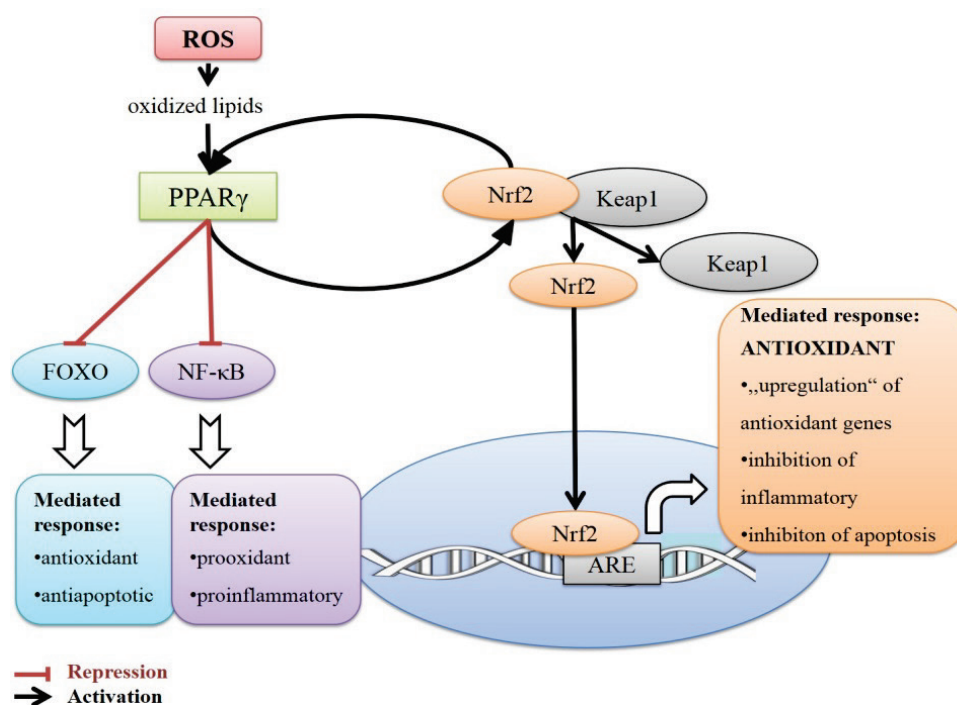 ROS
oxidized lipids
PPARγ
Nrf2
Keap1
Nrf2
Keap1
FOXO
NF-κB
Mediated
response:
•antioxidant
•antiapoptotic
Mediated
response:
•prooxidant
•proinflammatory
Nrf2
ARE
Mediated response:
ANTIOXIDANT
•„upregulation“ of
antioxidant genes
•inhibition of
inflammatory
•inhibiton of apoptosis
Repression
Activation